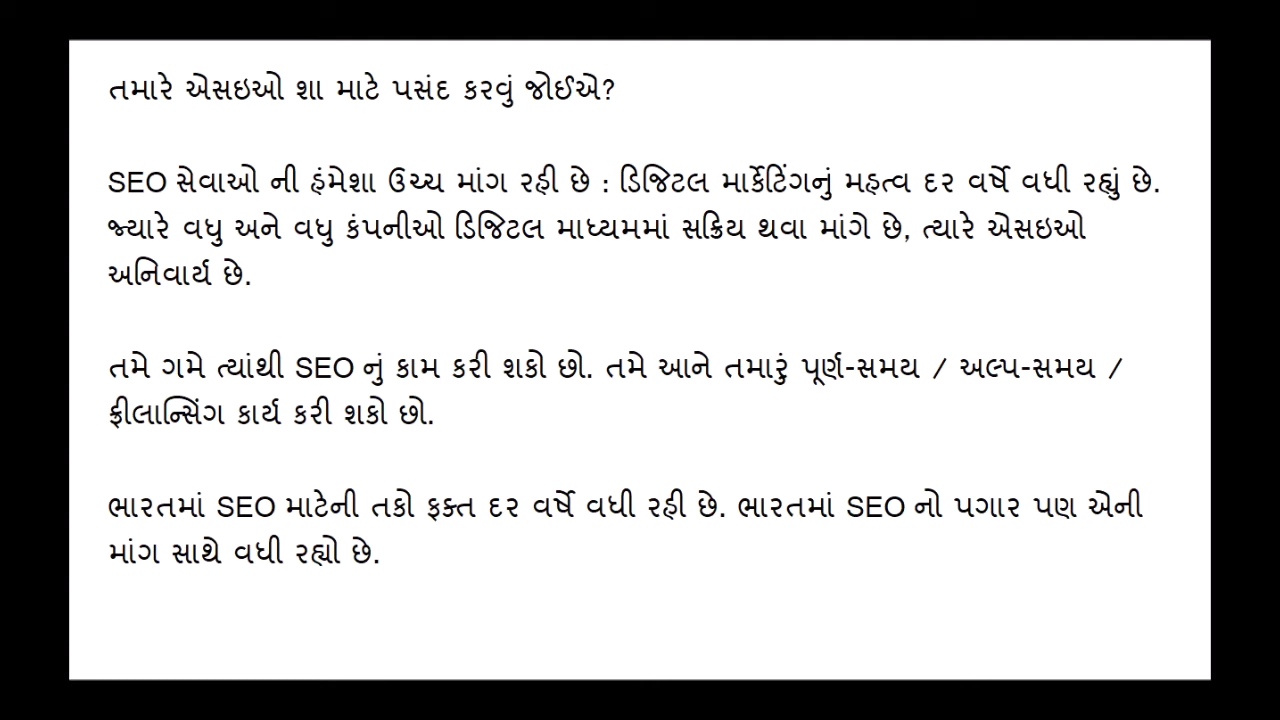 તમારે એસઇઓ શા માટે પસંદ કરવું જોઈએ?
SEO સેવાઓ ની હંમેશા ઉચ્ચ માંગ રહી છે : ડિજિટલ માર્કેટિંગનું મહત્વ દર વર્ષે વધી રહ્યું છે.
જ્યારે વધુ અને વધુ કંપનીઓ ડિજિટલ માધ્યમમાં સક્રિય થવા માંગે છે, ત્યારે એસઇઓ
અનિવાર્ય છે.
તમે ગમે ત્યાંથી SEO નું કામ કરી શકો છો. તમે આને તમારું પૂર્ણ-સમય / અલ્પ-સમય /
ફ્રીલાન્સિંગ કાર્ય કરી શકો છો.
ભારતમાં SEO માટેની તકો ફક્ત દર વર્ષે વધી રહી છે. ભારતમાં SEO નો પગાર પણ એની
માંગ સાથે વધી રહ્યો છે.